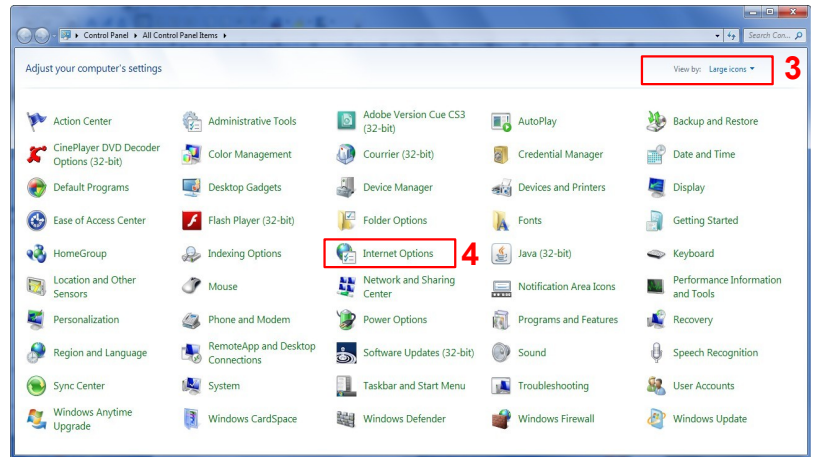 Control Panel ▸ All Control Panel Items ▸
Search Con...
Adjust your computer's settings
View by: Large icons
3
Action Center
Administrative Tools
Adobe Version Cue CS3
(32-bit)
AutoPlay
Backup and Restore
CinePlayer DVD Decoder
Options (32-bit)
Color Management
Courrier (32-bit)
Credential Manager
Date and Time
Default Programs
Desktop Gadgets
Device Manager
Devices and Printers
Display
Ease of Access Center
Flash Player (32-bit)
Folder Options
Fonts
Getting Started
HomeGroup
Indexing Options
Internet Options
4
Java (32-bit)
Keyboard
Location and Other
Sensors
Mouse
Network and Sharing
Center
Notification Area Icons
Performance Information
and Tools
Personalization
Phone and Modem
Power Options
Programs and Features
Recovery
Region and Language
RemoteApp and Desktop
Connections
Software Updates (32-bit)
Sound
Speech Recognition
Sync Center
System
Taskbar and Start Menu
Troubleshooting
User Accounts
Windows Anytime
Upgrade
Windows CardSpace
Windows Defender
Windows Firewall
Windows Update